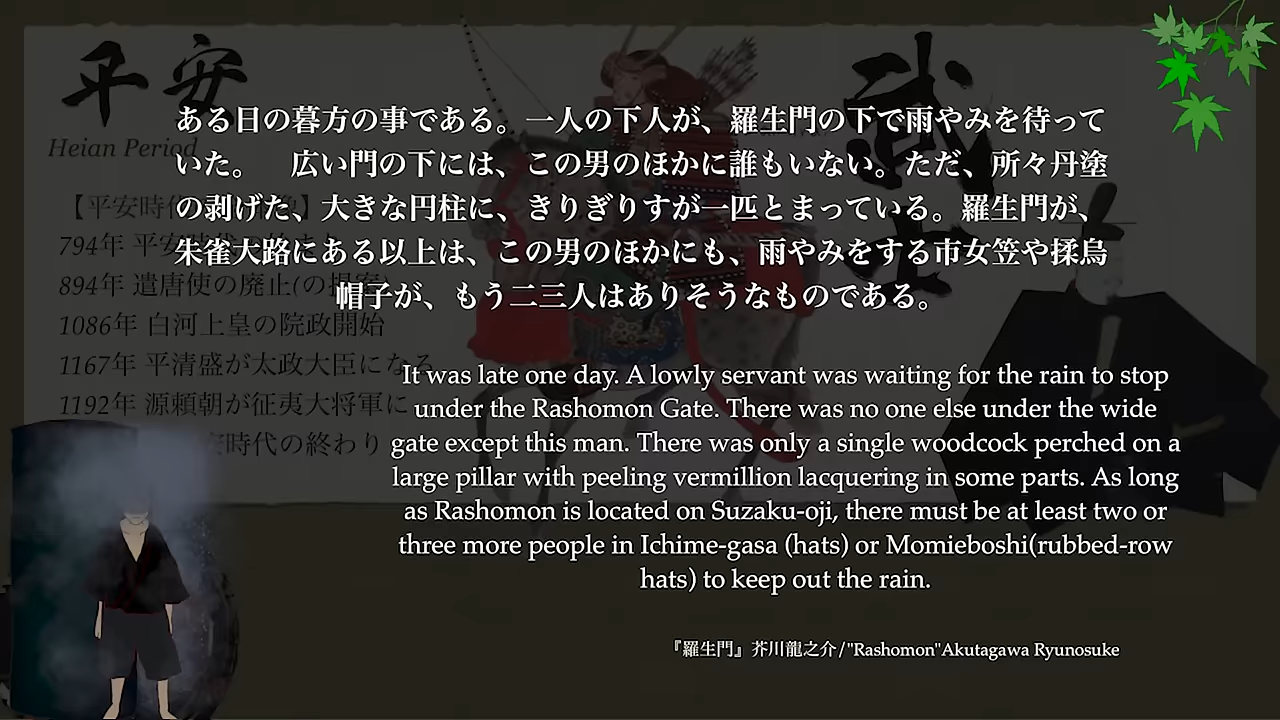 平安
武士
Heian Period
ある日の暮方の事である。一人の下人が、羅生門の下で雨やみを待って
いた。　広い門の下には、この男のほかに誰もいない。ただ、所々丹塗
の剥げた、大きな円柱に、きりぎりすが一匹とまっている。羅生門が、
朱雀大路にある以上は、この男のほかにも、雨やみをする市女笠や揉烏
帽子が、もう二三人はありそうなものである。
【平安時代
794年 平安
894年 遣唐使の廃止(の提案)
1086年 白河上皇の院政開始
1167年 平清盛が太政大臣になる
1192年 源頼朝が征夷大将軍に
安時代の終わり
It was late one day. A lowly servant was waiting for the rain to stop
under the Rashomon Gate. There was no one else under the wide
gate except this man. There was only a single woodcock perched on a
large pillar with peeling vermillion lacquering in some parts. As long
as Rashomon is located on Suzaku-oji, there must be at least two or
three more people in Ichime-gasa (hats) or Momieboshi(rubbed-row
hats) to keep out the rain.
『羅生門』芥川龍之介/"Rashomon"Akutagawa Ryunosuke